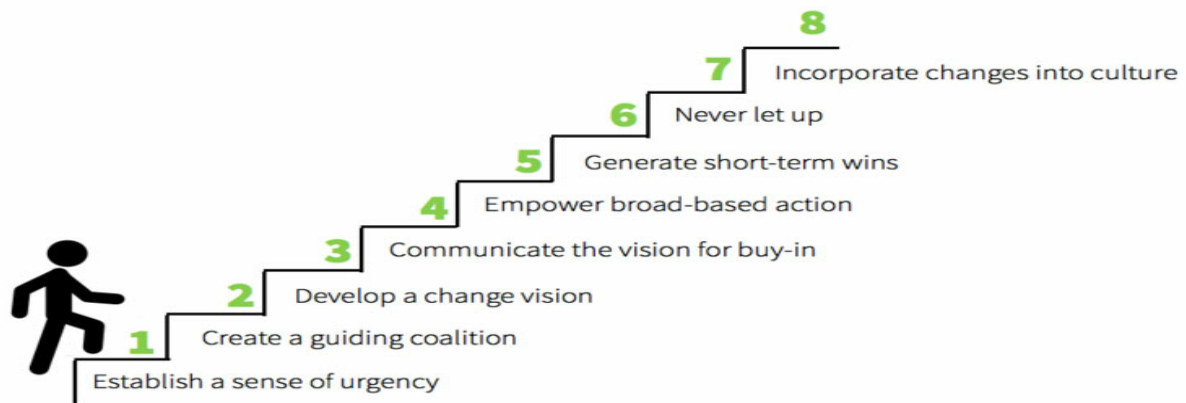 8
7
Incorporate changes into culture
6
Never let up
5
Generate short-term wins
4
Empower broad-based action
3
Communicate the vision for buy-in
2
Develop a change vision
1
Create a guiding coalition
Establish a sense of urgency